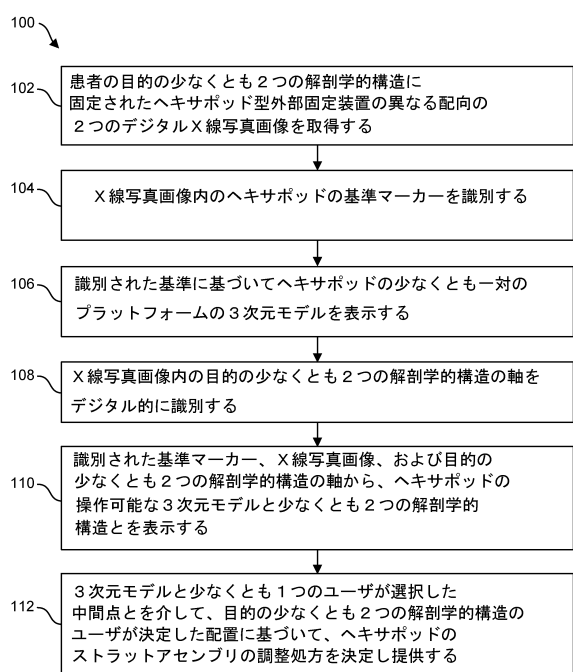 100
102
患者の目的の少なくとも２つの解剖学的構造に
固定されたヘキサポッド型外部固定装置の異なる配向の
２つのデジタルＸ線写真画像を取得する
104
Ｘ線写真画像内のヘキサポッドの基準マーカーを識別する
106
識別された基準に基づいてヘキサポッドの少なくとも一対の
プラットフォームの３次元モデルを表示する
108
Ｘ線写真画像内の目的の少なくとも２つの解剖学的構造の軸を
デジタル的に識別する
110
識別された基準マーカー、Ｘ線写真画像、および目的の
少なくとも２つの解剖学的構造の軸から、ヘキサポッドの
操作可能な３次元モデルと少なくとも２つの解剖学的
構造とを表示する
112
３次元モデルと少なくとも１つのユーザが選択した
中間点とを介して、目的の少なくとも２つの解剖学的構造の
ユーザが決定した配置に基づいて、ヘキサポッドの
ストラットアセンブリの調整処方を決定し提供する